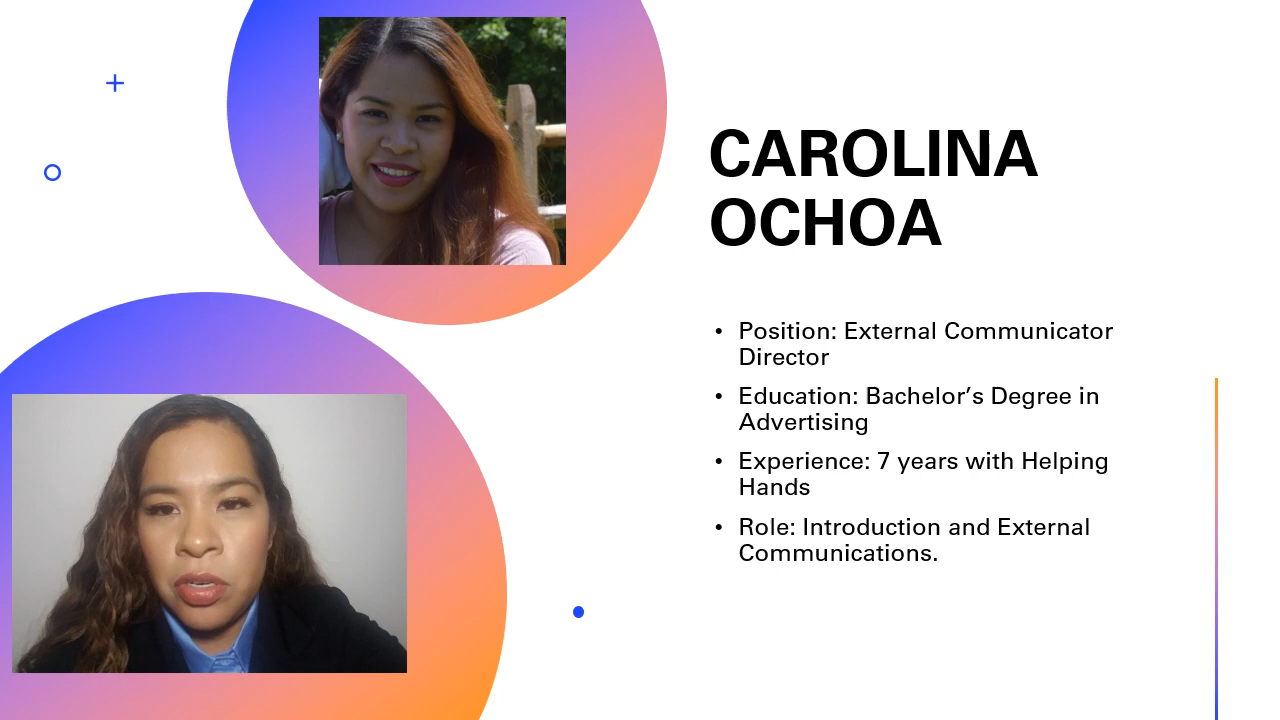 CAROLINA
OCHOA
• Position: External Communicator
Director
• Education: Bachelor’s Degree in
Advertising
• Experience: 7 years with Helping
Hands
• Role: Introduction and External
Communications.